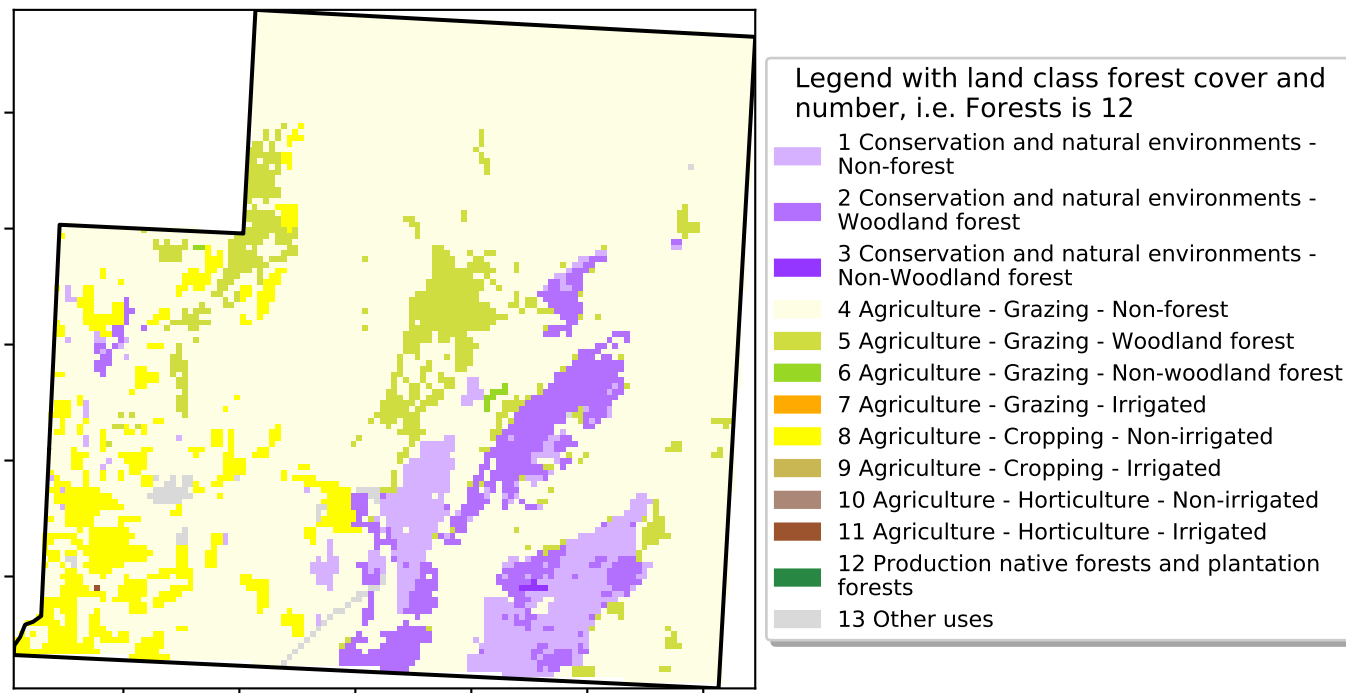 Legend with land class forest cover and
number, i.e. Forests is 12
1 Conservation and natural environments -
Non-forest
2 Conservation and natural environments -
Woodland forest
3 Conservation and natural environments -
Non-Woodland forest
4 Agriculture - Grazing - Non-forest
5 Agriculture - Grazing - Woodland forest
6 Agriculture - Grazing - Non-woodland forest
7 Agriculture - Grazing - Irrigated
8 Agriculture - Cropping - Non-irrigated
9 Agriculture - Cropping - Irrigated
10 Agriculture - Horticulture - Non-irrigated
11 Agriculture - Horticulture - Irrigated
12 Production native forests and plantation
forests
13 Other uses